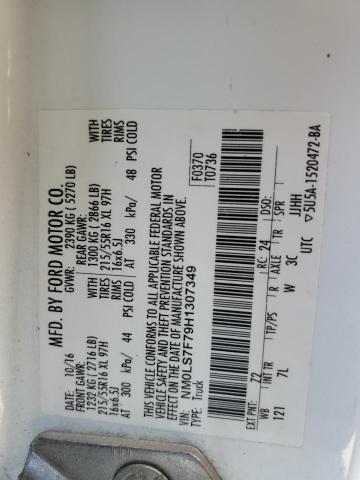 MFD. BY FORD MOTOR CO.
DATE: 10/16 GVWR: 2390 KG ( 5270 LB)
FRONT GAWR: REAR GAWR:
1232 KG (2716 LB) WITH 1300 KG (2866 LB) WITH
215/55R16 XL 97H TIRES 215/55R16 XL 97H TIRES
16x6.5J RIMS 16x6.5J RIMS
AT 300 kPa/ 44 PSI COLD AT 330 kPa/ 48 PSI COLD
THIS VEHICLE CONFORMS TO ALL APPLICABLE FEDERAL MOTOR
VEHICLE SAFETY AND THEFT PREVENTION STANDARDS IN
EFFECT ON THE DATE OF MANUFACTURE SHOWN ABOVE.
VIN: NM0LS7F79H1307349 F0370
TYPE: Truck T0736
EXT PNT: Z2 RC: 24 DSO:
WB INT TR TP/PS R AXLE TR SPR JHH
121 7L W 3C
UTC ▽5U5A-1520472-BA